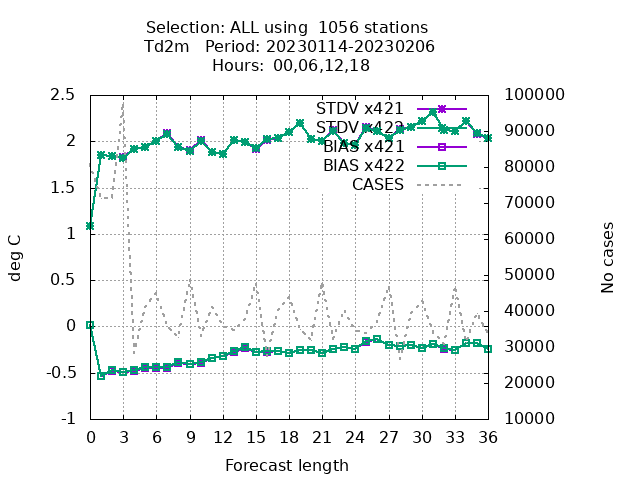 Selection: ALL using  1056 stations
Td2m   Period: 20230114-20230206
Hours:  00,06,12,18
STDV x421
STDV x422
BIAS x421
BIAS x422
CASES
2.5
2
1.5
1
0.5
0
-0.5
-1
deg C
100000
90000
80000
70000
60000
50000
40000
30000
20000
10000
No cases
0 3 6 9 12 15 18 21 24 27 30 33 36
Forecast length